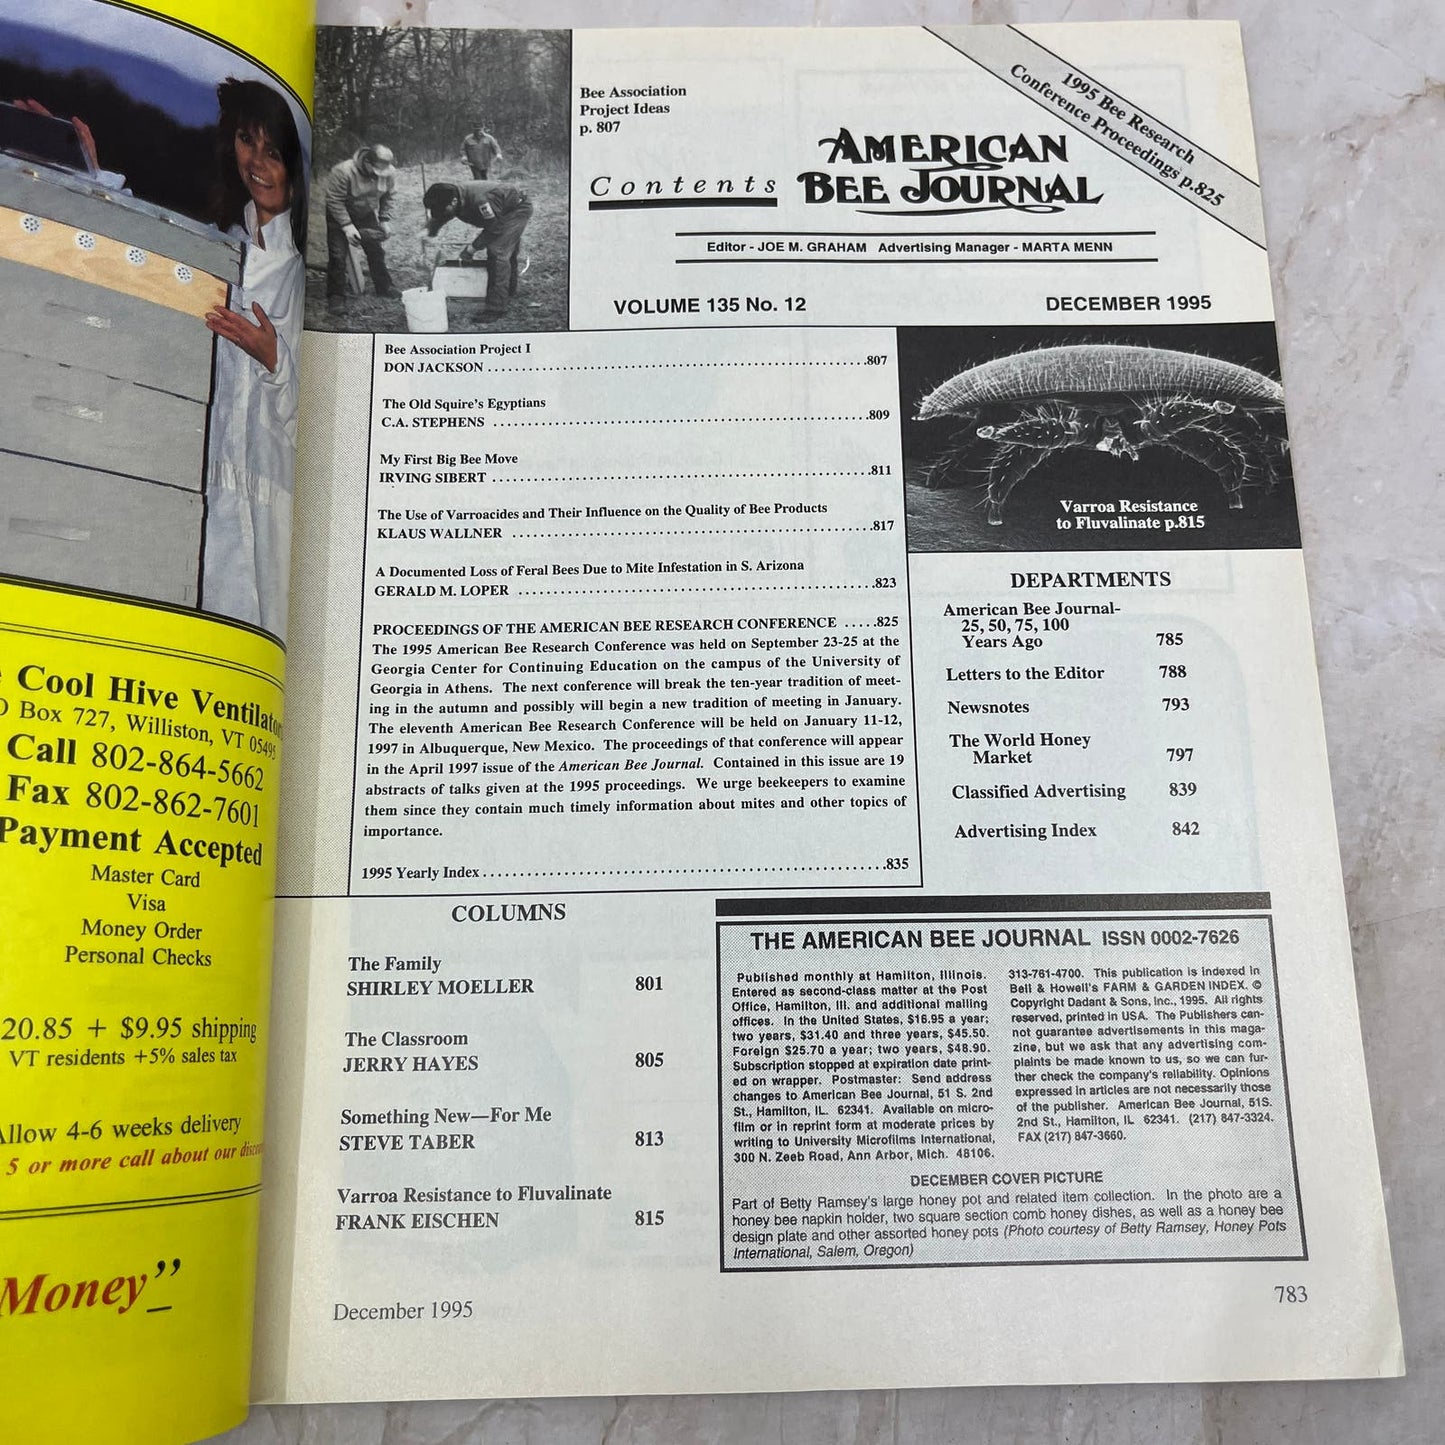 Cool Hive Ventilator
Box 727, Williston, VT 05495
Call 802-864-5662
Fax 802-862-7601
Payment Accepted
Master Card
Visa
Money Order
Personal Checks
20.85 + $9.95 shipping
VT residents +5% sales tax
Allow 4-6 weeks delivery
5 or more call about our
Money"
Bee Association
Project Ideas
p. 807
1995 Bee Research
Conference Proceedings p.825
Contents
AMERICAN
BEE JOURNAL
Editor - JOE M. GRAHAM Advertising Manager - MARTA MENN
VOLUME 135 No. 12
DECEMBER 1995
Bee Association Project I
DON JACKSON ........ 807
The Old Squire's Egyptians
C.A. STEPHENS ........ 809
My First Big Bee Move
IRVING SIBERT ........ 811
The Use of Varroacides and Their Influence on the Quality of Bee Products
KLAUS WALLNER ........ 817
A Documented Loss of Feral Bees Due to Mite Infestation in S. Arizona
GERALD M. LOPER ........ 823
PROCEEDINGS OF THE AMERICAN BEE RESEARCH CONFERENCE .....825
The 1995 American Bee Research Conference was held on September 23-25 at the
Georgia Center for Continuing Education on the campus of the University of
Georgia in Athens. The next conference will break the ten-year tradition of meet-
ing in the autumn and possibly will begin a new tradition of meeting in January.
The eleventh American Bee Research Conference will be held on January 11-12,
1997 in Albuquerque, New Mexico. The proceedings of that conference will appear
in the April 1997 issue of the American Bee Journal. Contained in this issue are 19
abstracts of talks given at the 1995 proceedings. We urge beekeepers to examine
them since they contain much timely information about mites and other topics of
importance.
1995 Yearly Index ........ 835
Varroa Resistance
to Fluvalinate p.815
DEPARTMENTS
American Bee Journal-
25, 50, 75, 100
Years Ago 785
Letters to the Editor 788
Newsnotes 793
The World Honey
Market 797
Classified Advertising 839
Advertising Index 842
COLUMNS
The Family
SHIRLEY MOELLER 801
The Classroom
JERRY HAYES 805
Something New—For Me
STEVE TABER 813
Varroa Resistance to Fluvalinate
FRANK EISCHEN 815
THE AMERICAN BEE JOURNAL ISSN 0002-7626
Published monthly at Hamilton, Illinois.
Entered as second-class matter at the Post
Office, Hamilton, Ill. and additional mailing
offices. In the United States, $16.95 a year;
two years, $31.40 and three years, $45.50.
Foreign $25.70 a year; two years, $48.90.
Subscription stopped at expiration date print-
ed on wrapper. Postmaster: Send address
changes to American Bee Journal, 51 S. 2nd
St., Hamilton, IL. 62341. Available on micro-
film or in reprint form at moderate prices by
writing to University Microfilms International,
300 N. Zeeb Road, Ann Arbor, Mich. 48106.
313-761-4700. This publication is indexed in
Bell & Howell's FARM & GARDEN INDEX. ©
Copyright Dadant & Sons, Inc., 1995. All rights
reserved, printed in USA. The Publishers can-
not guarantee advertisements in this maga-
zine, but we ask that any advertising com-
plaints be made known to us, so we can fur-
ther check the company's reliability. Opinions
expressed in articles are not necessarily those
of the publisher. American Bee Journal, 51S.
2nd St., Hamilton, IL 62341. (217) 847-3324.
FAX (217) 847-3660.
DECEMBER COVER PICTURE
Part of Betty Ramsey's large honey pot and related item collection. In the photo are a
honey bee napkin holder, two square section comb honey dishes, as well as a honey bee
design plate and other assorted honey pots (Photo courtesy of Betty Ramsey, Honey Pots
International, Salem, Oregon)
December 1995
783